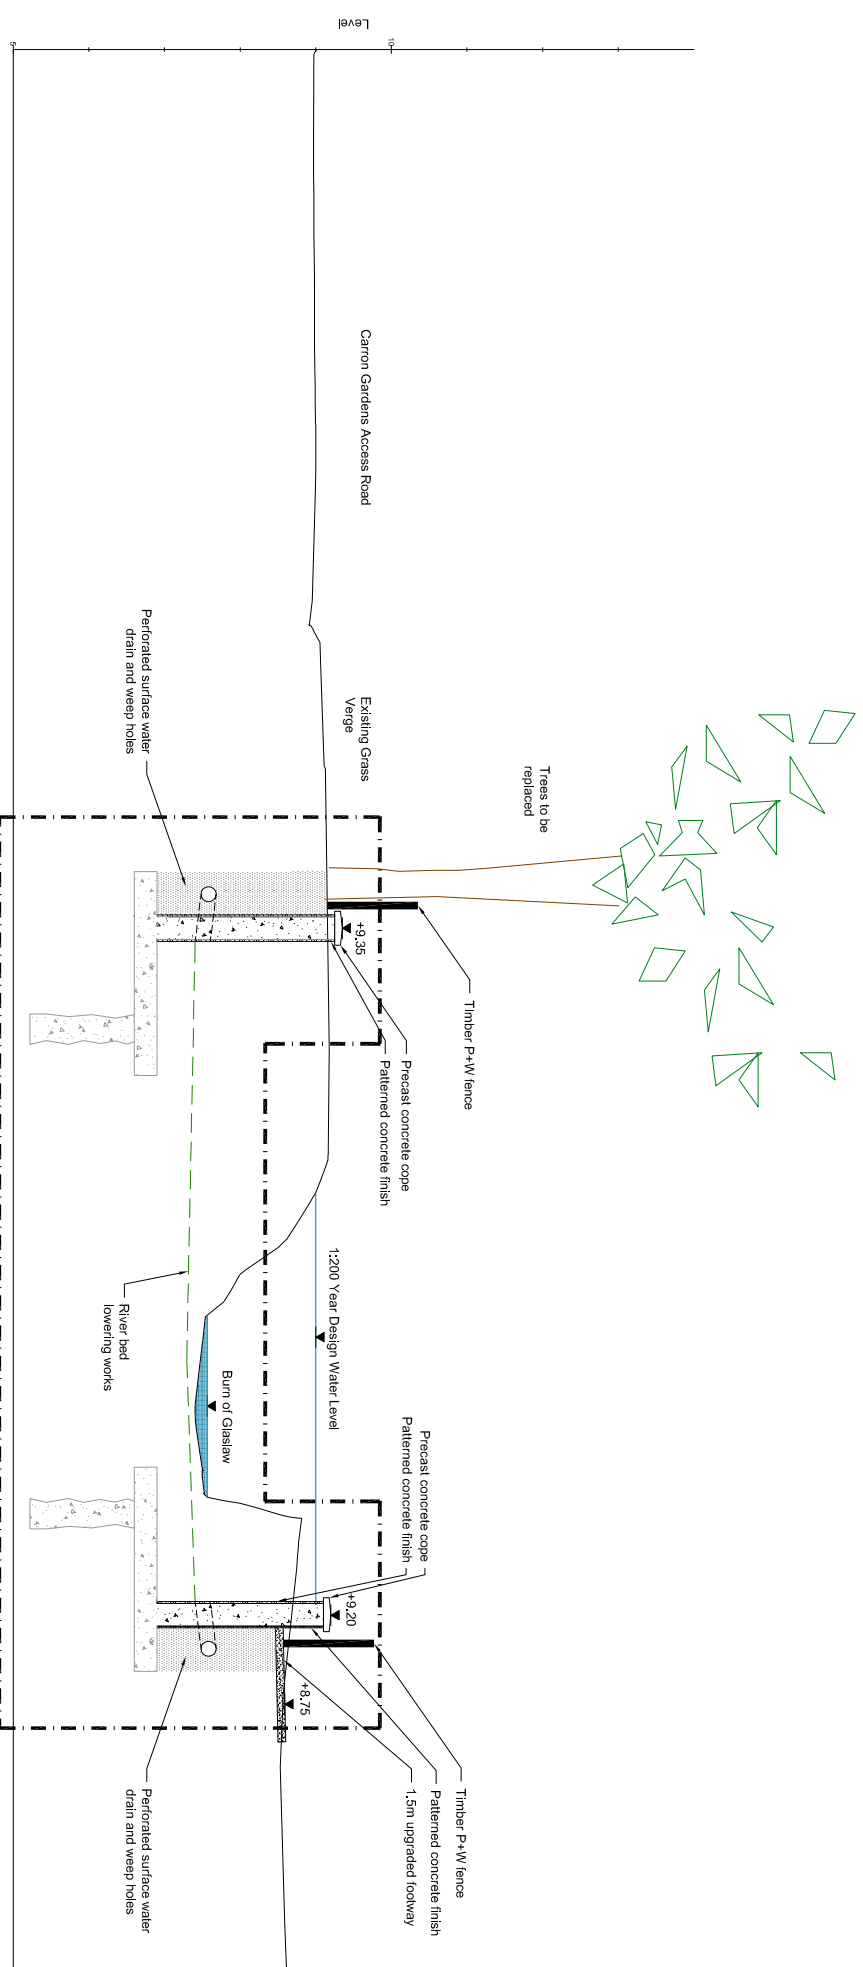 Level
5
10
Carron Gardens Access Road
Existing Grass
Verge
Trees to be
replaced
Perforated surface water
drain and weep holes
+9.35
Timber P+W fence
Precast concrete cope
Patterned concrete finish
1:200 Year Design Water Level
River bed
lowering works
Burn of Glaslaw
Precast concrete cope
Patterned concrete finish
+9.20
+8.75
Timber P+W fence
Patterned concrete finish
1.5m upgraded footway
Perforated surface water
drain and weep holes